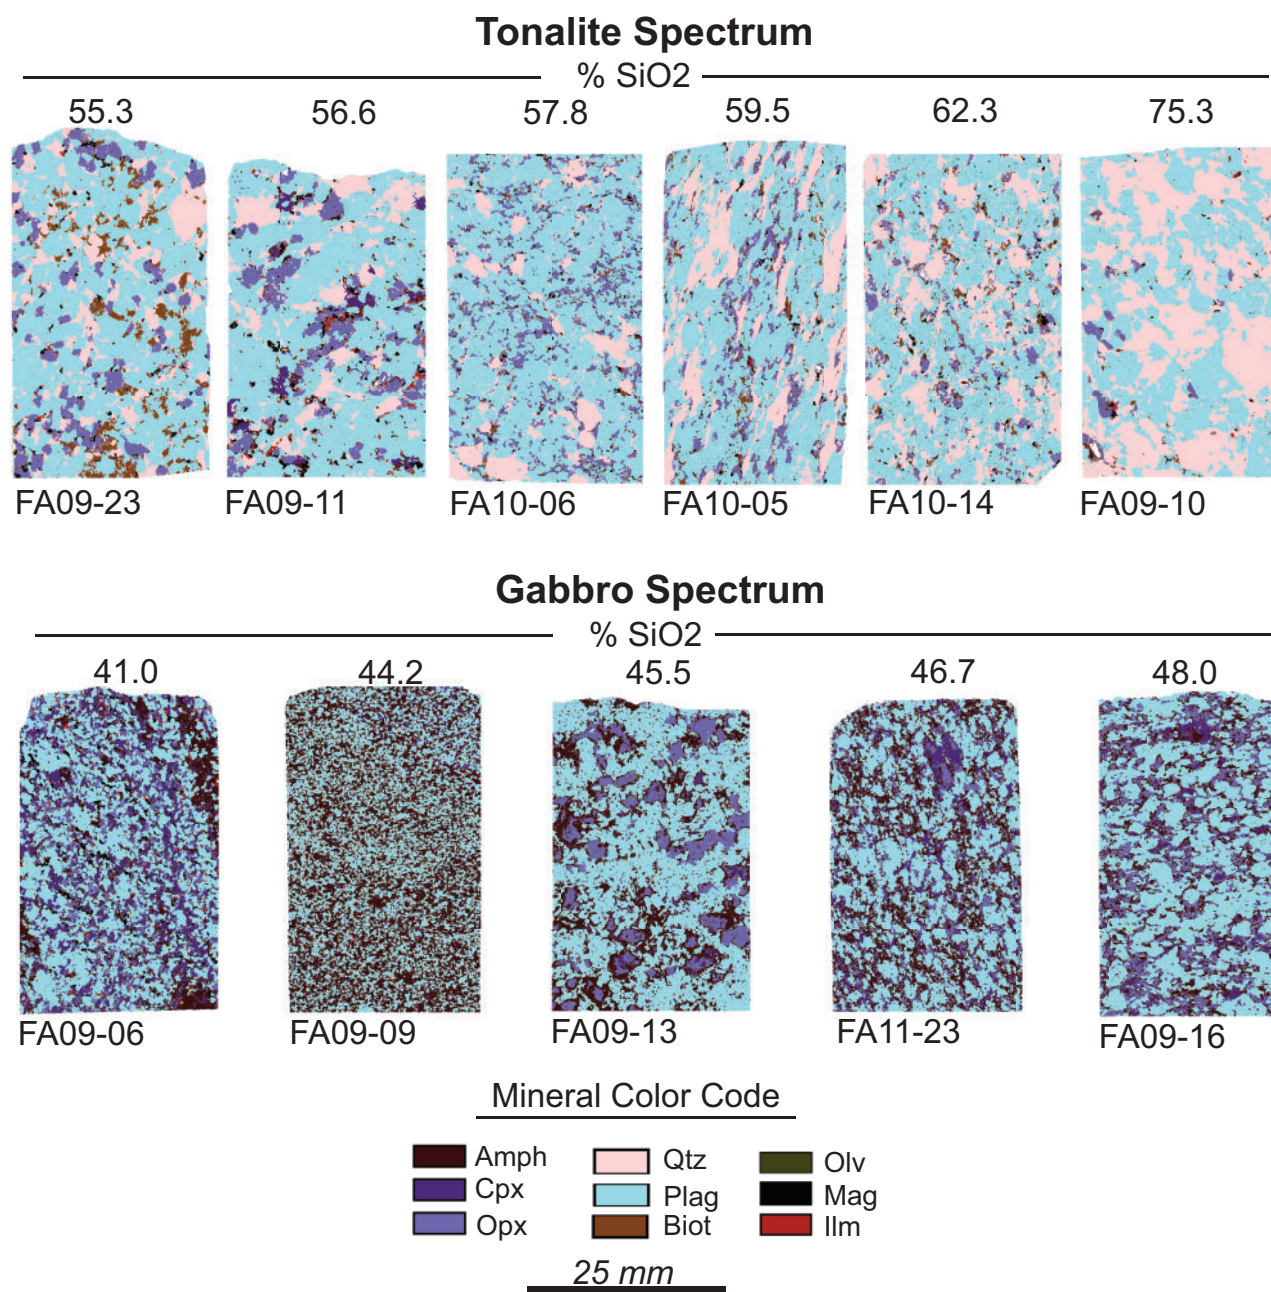 Tonalite Spectrum
% SiO2
55.3 56.6 57.8 59.5 62.3 75.3
FA09-23 FA09-11 FA10-06 FA10-05 FA10-14 FA09-10
Gabbro Spectrum
% SiO2
41.0 44.2 45.5 46.7 48.0
FA09-06 FA09-09 FA09-13 FA11-23 FA09-16
Mineral Color Code
Amph Qtz Olv
Cpx Plag Mag
Opx Biot Ilm
25 mm